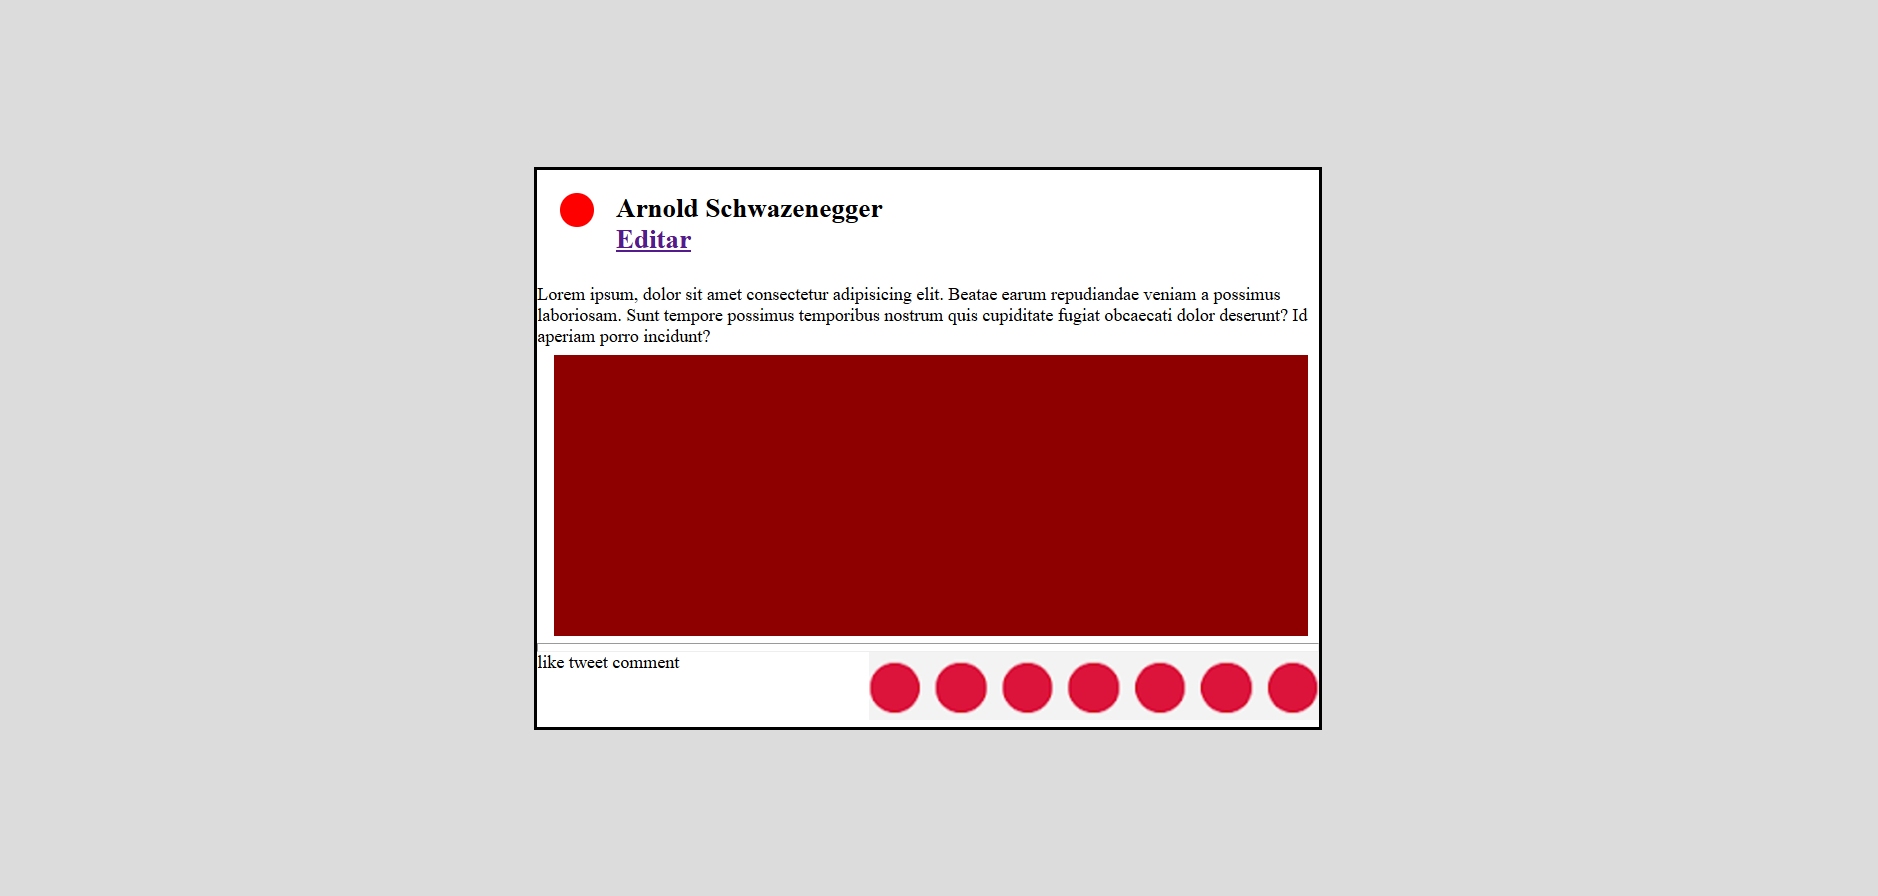 Arnold Schwazenegger
Editar
Lorem ipsum, dolor sit amet consectetur adipisicing elit. Beatae earum repudiandae veniam a possimus
laboriosam. Sunt tempore possimus temporibus nostrum quis cupiditate fugiat obcaecati dolor deserunt? Id
aperiam porro incidunt?
like tweet comment